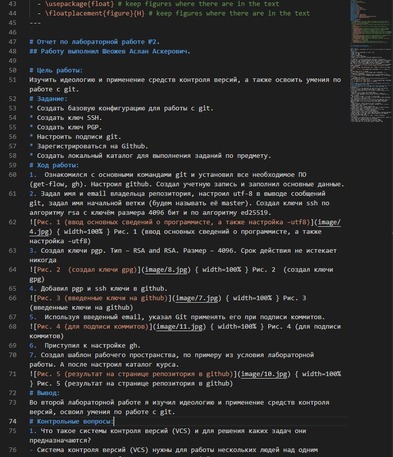 43 - \usepackage{float} # keep figures where there are in the text
44 - \floatplacement{figure}{H} # keep figures where there are in the text
45 ---
46
47 # Отчет по лабораторной работе №2.
48 ## Работу выполнил Шеожев Аслан Аскерович.
49
50 # Цель работы:
51 Изучить идеологию и применение средств контроля версий, а также освоить умения по
работе с git.
52 # Задание:
53 * Создать базовую конфигурацию для работы с git.
54 * Создать ключ SSH.
55 * Создать ключ PGP.
56 * Настроить подписи git.
57 * Зарегистрироваться на Github.
58 * Создать локальный каталог для выполнения заданий по предмету.
59 # Ход работы:
60 1. Ознакомился с основными командами git и установил все необходимое ПО
(get-flow, gh). Настроил github. Создал учетную запись и заполнил основные данные.
61 2. Задал имя и email владельца репозитория, настроил utf-8 в выводе сообщений
git, задал имя начальной ветки (будем называть её master). Создал ключи ssh по
алгоритму rsa с ключём размера 4096 бит и по алгоритму ed25519.
62 ![Рис. 1 (ввод основных сведений о программисте, а также настройка -utf8)](image/
4.jpg) { width=100% } Рис. 1 (ввод основных сведений о программисте, а также
настройка -utf8)
63 3. Создал ключи pgp. Тип – RSA and RSA. Размер – 4096. Срок действия не истекает
никогда
64 ![Рис. 2 (создал ключи gpg)](image/8.jpg) { width=100% } Рис. 2 (создал ключи
gpg)
65 4. Добавил pgp и ssh ключи в github.
66 ![Рис. 3 (введенные ключи на github)](image/7.jpg) { width=100% } Рис. 3
(введенные ключи на github)
67 5. Используя введенный email, указал Git применять его при подписи коммитов.
68 ![Рис. 4 (для подписи коммитов)](image/11.jpg) { width=100% } Рис. 4 (для подписи
коммитов)
69 6. Приступил к настройке gh.
70 7. Создал шаблон рабочего пространства, по примеру из условия лабораторной
работы. А после настроил каталог курса.
71 ![Рис. 5 (результат на странице репозитория в github)](image/10.jpg) { width=100%
} Рис. 5 (результат на странице репозитория в github)
72 # Вывод:
73 Во второй лабораторной работе я изучил идеологию и применение средств контроля
версий, освоил умения по работе с git.
74 # Контрольные вопросы:
75 1. Что такое системы контроля версий (VCS) и для решения каких задач они
предназначаются?
76 - Система контроля версий (VCS) нужны для работы нескольких людей над одним